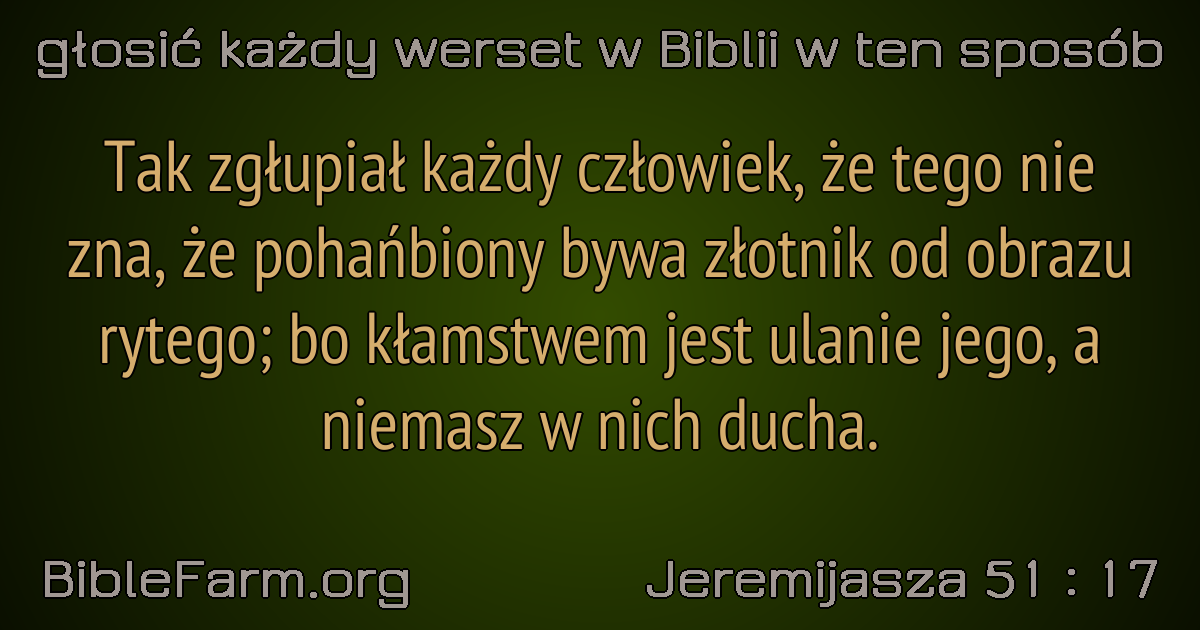 głosić każdy werset w Biblii w ten sposób
Tak zgłupiał każdy człowiek, że tego nie
zna, że pohańbiony bywa złotnik od obrazu
rytego; bo kłamstwem jest ulanie jego, a
niemasz w nich ducha.
BibleFarm.org
Jeremijasza 51 : 17